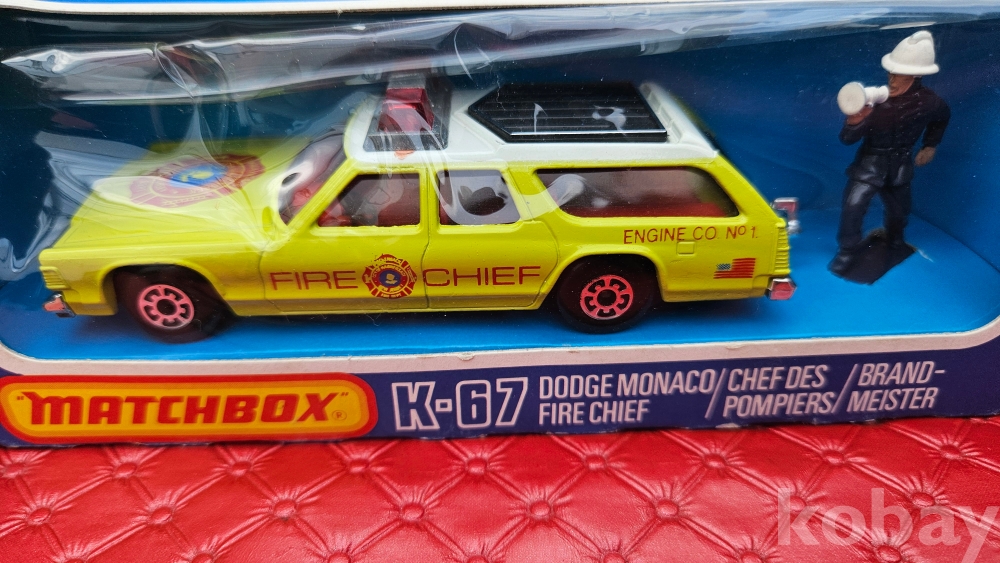 ENGINE CO. Nº 1.
FIRE CHIEF
"MATCHBOX" ®
K-67
DODGE MONACO/CHEF DES/BRAND-
FIRE CHIEF POMPIERS MEISTER
kobay